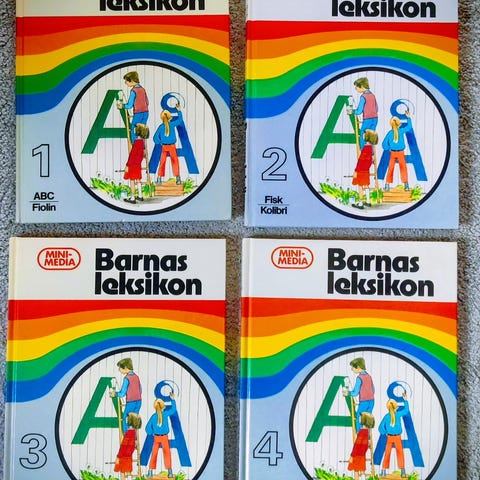 leksikon
A Å
1
ABC
Fiolin
leksikon
A Å
2
Fisk
Kolibri
MINI-
MEDIA
Barnas
leksikon
A Å
3
MINI-
MEDIA
Barnas
leksikon
A Å
4